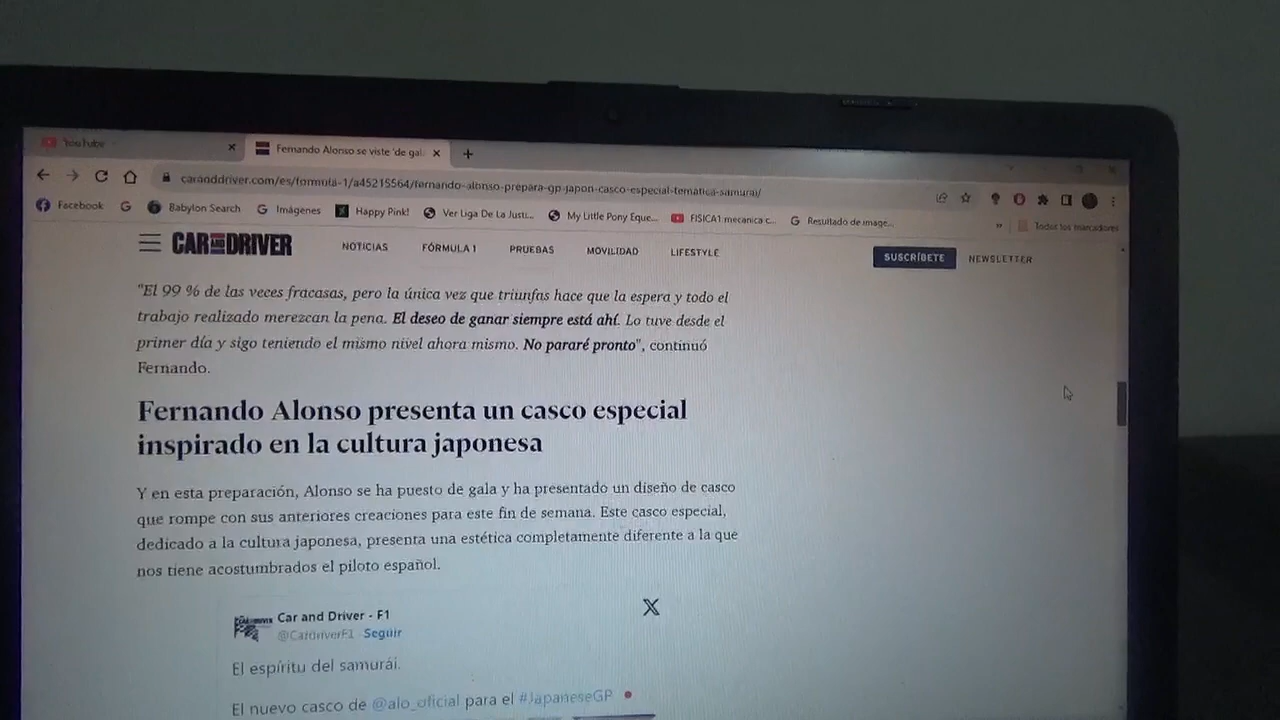 YouTube
Fernando Alonso se viste 'de gal
caranddriver.com/es/formula-1/a45215564/fernando-alonso-prepara-gp-japon-casco-especial-tematica-samurai/
Facebook
Babylon Search
Imágenes
Happy Pink!
Ver Liga De La Justi...
My Little Pony Eque...
FISICA1 mecanica c...
Resultado de image...
Todos los marcadores
CAR AND DRIVER
NOTICIAS
FÓRMULA 1
PRUEBAS
MOVILIDAD
LIFESTYLE
SUSCRÍBETE
NEWSLETTER
"El 99 % de las veces fracasas, pero la única vez que triunfas hace que la espera y todo el
trabajo realizado merezcan la pena. El deseo de ganar siempre está ahí. Lo tuve desde el
primer día y sigo teniendo el mismo nivel ahora mismo. No pararé pronto", continuó
Fernando.
Fernando Alonso presenta un casco especial
inspirado en la cultura japonesa
Y en esta preparación, Alonso se ha puesto de gala y ha presentado un diseño de casco
que rompe con sus anteriores creaciones para este fin de semana. Este casco especial,
dedicado a la cultura japonesa, presenta una estética completamente diferente a la que
nos tiene acostumbrados el piloto español.
Car and Driver - F1
@CardriverF1 Seguir
El espíritu del samurái.
El nuevo casco de @alo_oficial para el #JapaneseGP